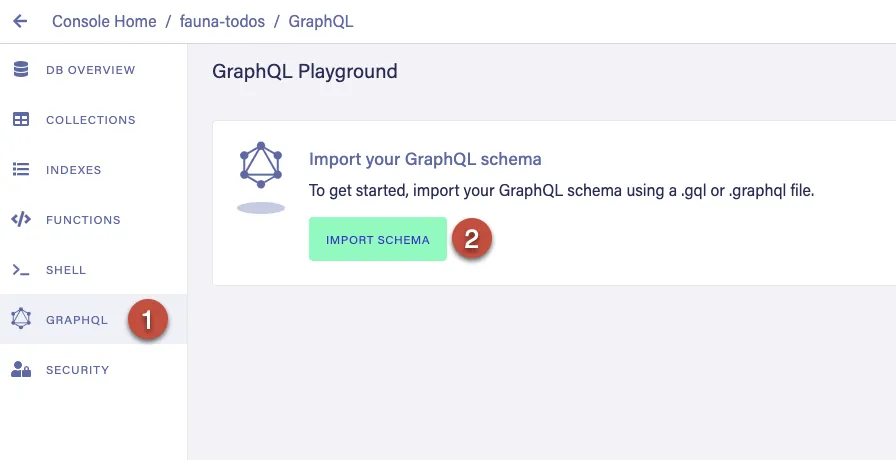 Console Home / fauna-todos / GraphQL
DB OVERVIEW
COLLECTIONS
INDEXES
FUNCTIONS
SHELL
GRAPHQL
1
SECURITY
GraphQL Playground
Import your GraphQL schema
To get started, import your GraphQL schema using a .gql or .graphql file.
IMPORT SCHEMA
2